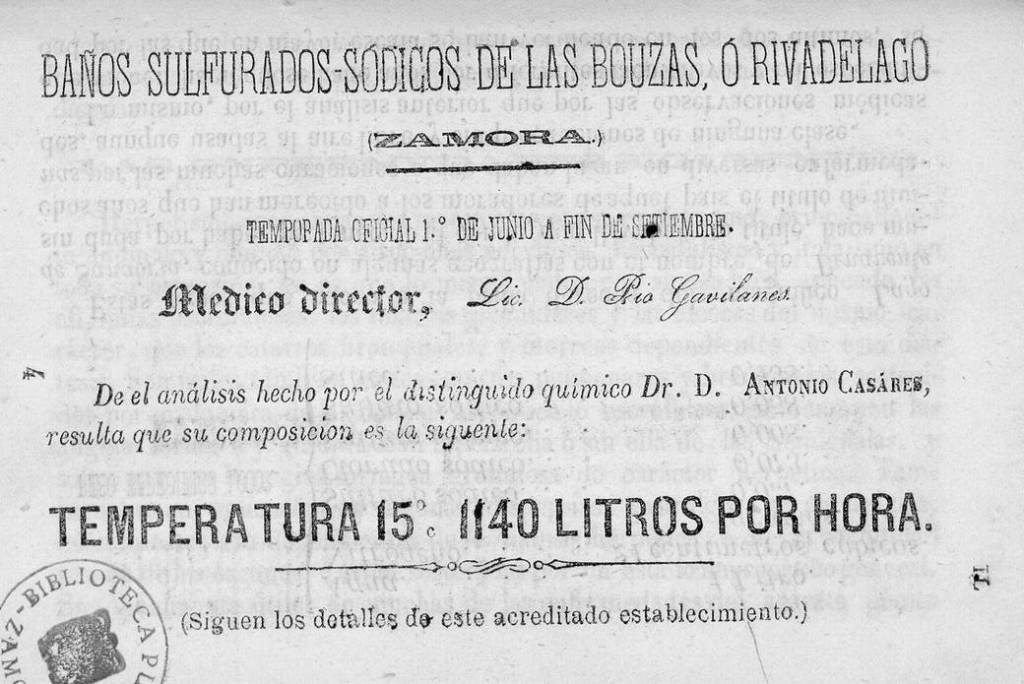 BAÑOS SULFURADOS-SÓDICOS DE LAS BOUZAS, Ó RIVADELAGO
(ZAMORA.)
TEMPORADA OFICIAL 1.º DE JUNIO A FIN DE SETIEMBRE.
Medico director, Lic. D. Pio Gavilanes
De el análisis hecho por el distinguido químico Dr. D. ANTONIO CASARES,
resulta que su composicion es la siguente:
TEMPERATURA 15 c 1140 LITROS POR HORA.
(Siguen los detalles de este acreditado establecimiento.)
BIBLIOTECA